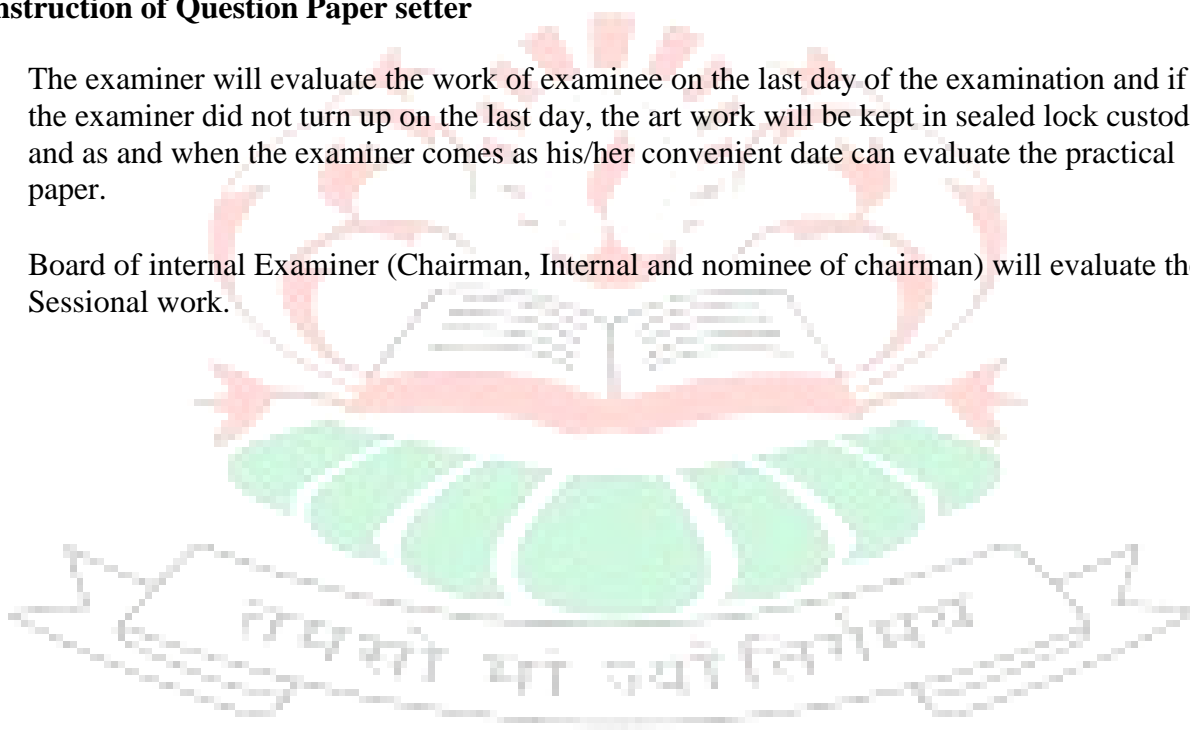 nstruction of Question Paper setter
The examiner will evaluate the work of examinee on the last day of the examination and if
the examiner did not turn up on the last day, the art work will be kept in sealed lock custod
and as and when the examiner comes as his/her convenient date can evaluate the practical
paper.
Board of internal Examiner (Chairman, Internal and nominee of chairman) will evaluate th
Sessional work.